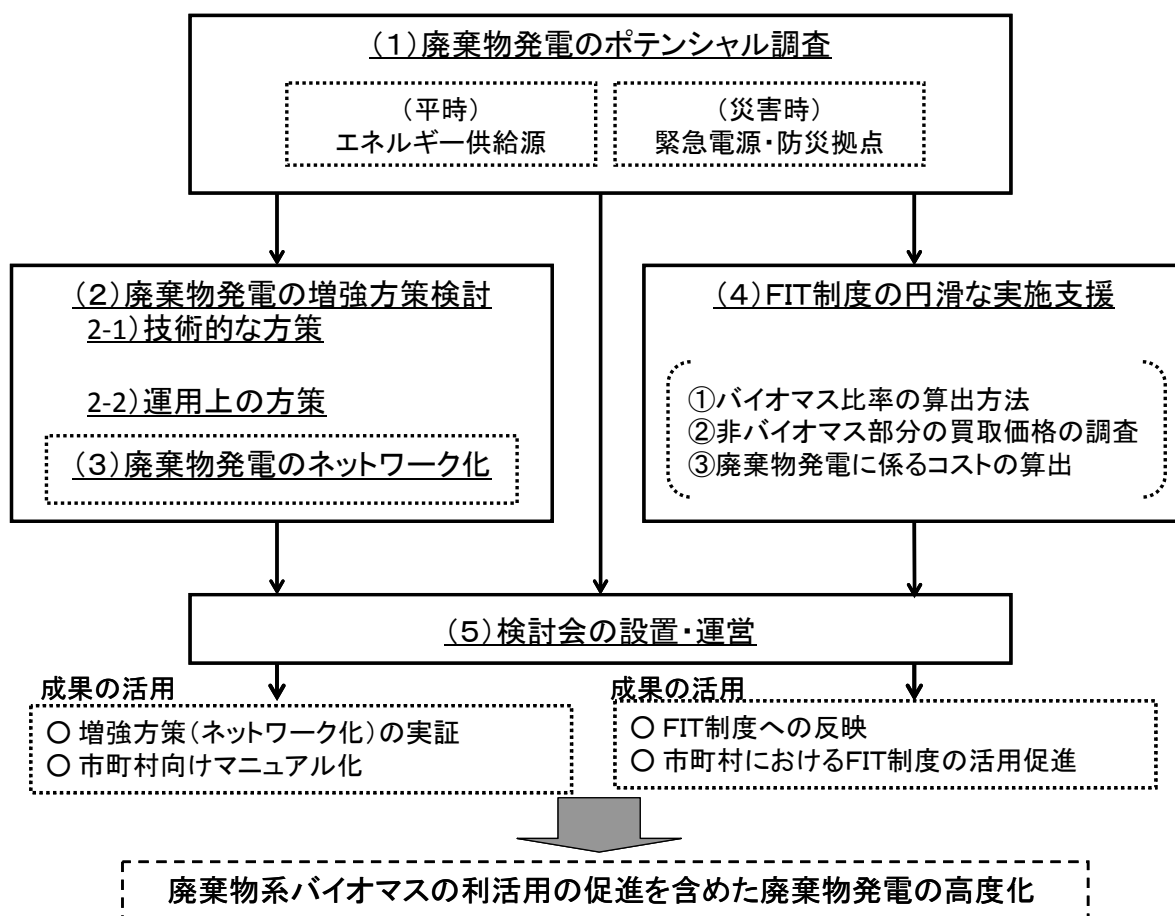 (1)廃棄物発電のポテンシャル調査
(平時)
エネルギー供給源
(災害時)
緊急電源・防災拠点
(2)廃棄物発電の増強方策検討
2-1)技術的な方策
2-2)運用上の方策
(3)廃棄物発電のネットワーク化
(4)FIT制度の円滑な実施支援
①バイオマス比率の算出方法
②非バイオマス部分の買取価格の調査
③廃棄物発電に係るコストの算出
(5)検討会の設置・運営
成果の活用
○ 増強方策(ネットワーク化)の実証
○ 市町村向けマニュアル化
成果の活用
○ FIT制度への反映
○ 市町村におけるFIT制度の活用促進
廃棄物系バイオマスの利活用の促進を含めた廃棄物発電の高度化